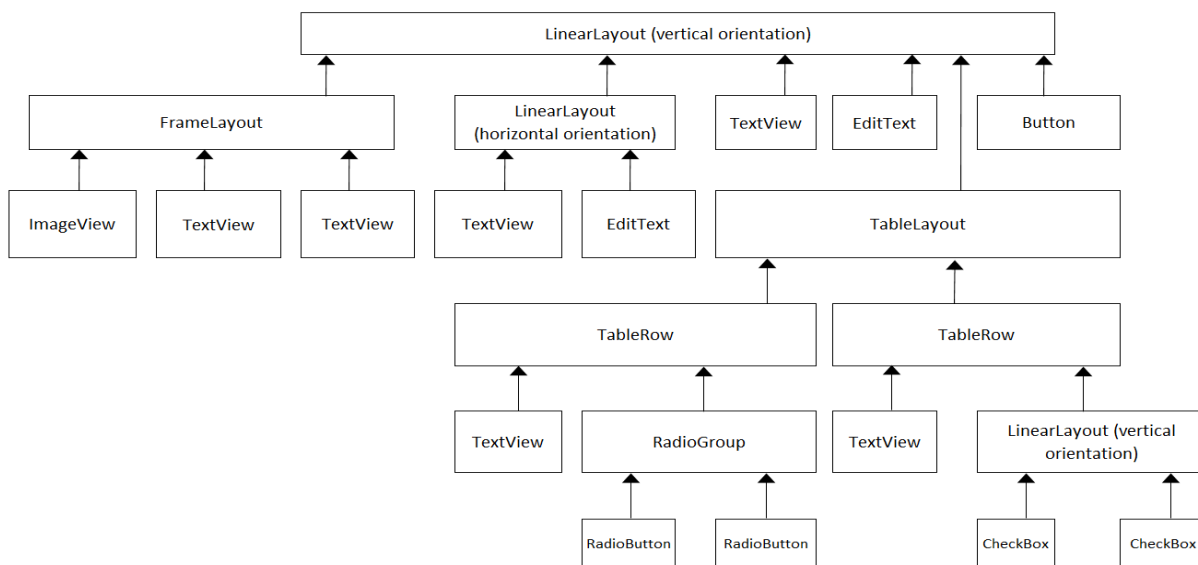 LinearLayout (vertical orientation)
FrameLayout
LinearLayout
(horizontal orientation)
TextView
EditText
Button
ImageView
TextView
TextView
TextView
EditText
TableLayout
TableRow
TableRow
TextView
RadioGroup
TextView
LinearLayout (vertical
orientation)
RadioButton
RadioButton
CheckBox
CheckBox